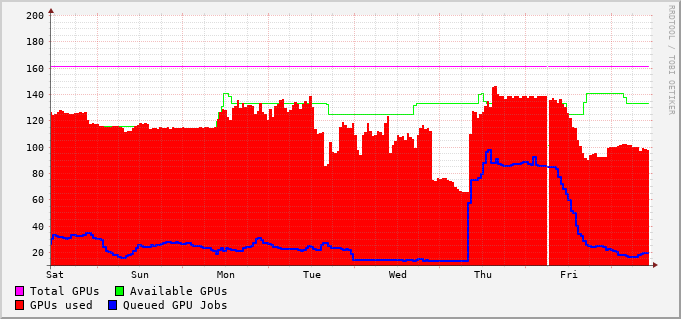 200
180
160
140
120
100
80
60
40
20
Sat Sun Mon Tue Wed Thu Fri
Total GPUs Available GPUs
GPUs used Queued GPU Jobs
RRDTOOL / TOBI OETIKER